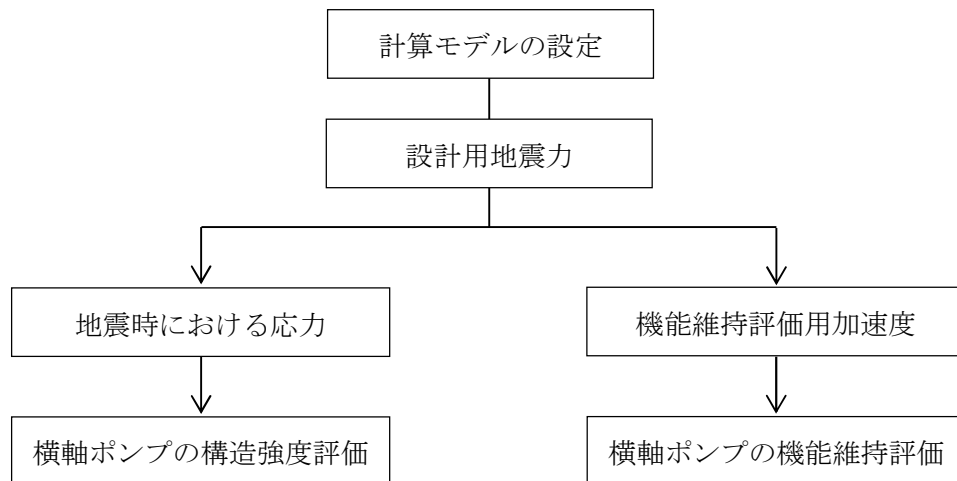 計算モデルの設定
設計用地震力
地震時における応力
機能維持評価用加速度
横軸ポンプの構造強度評価
横軸ポンプの機能維持評価